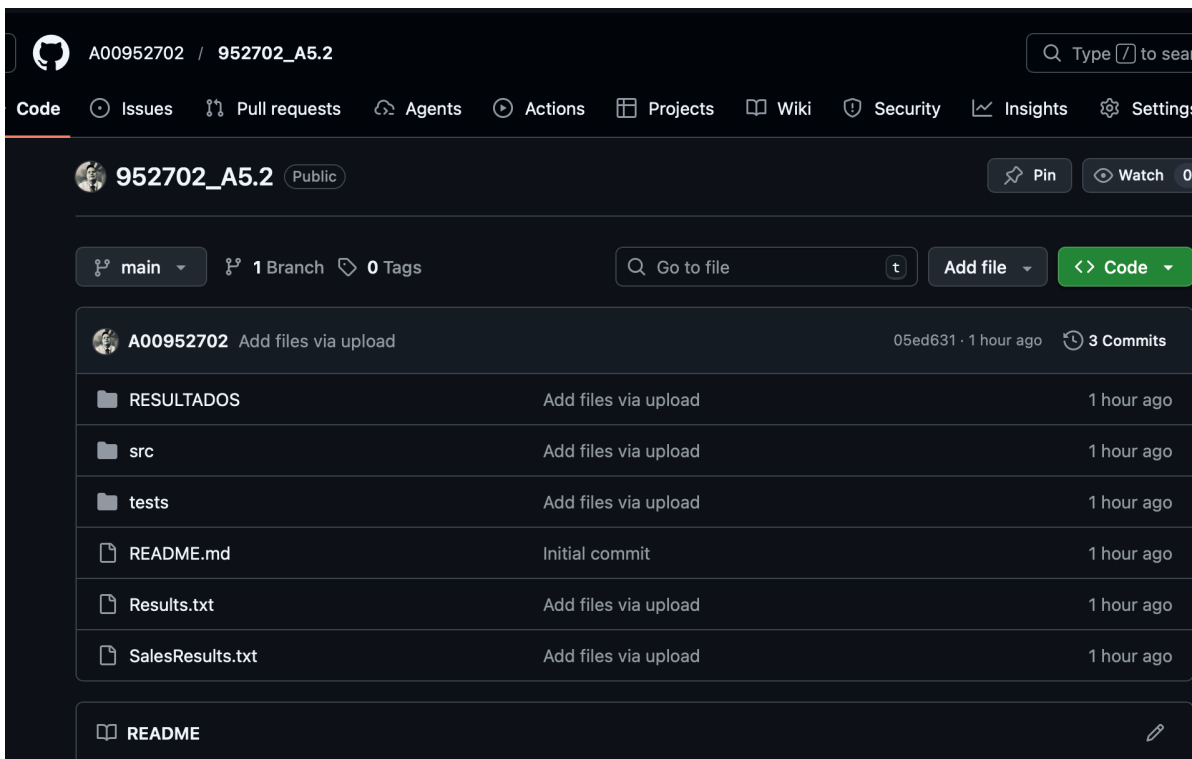 A00952702 / 952702_A5.2 Type / to sear
Code Issues Pull requests Agents Actions Projects Wiki Security Insights Settings
952702_A5.2 Public Pin Watch 0
main 1 Branch 0 Tags Go to file t Add file Code
A00952702 Add files via upload 05ed631 · 1 hour ago 3 Commits
RESULTADOS Add files via upload 1 hour ago
src Add files via upload 1 hour ago
tests Add files via upload 1 hour ago
README.md Initial commit 1 hour ago
Results.txt Add files via upload 1 hour ago
SalesResults.txt Add files via upload 1 hour ago
README